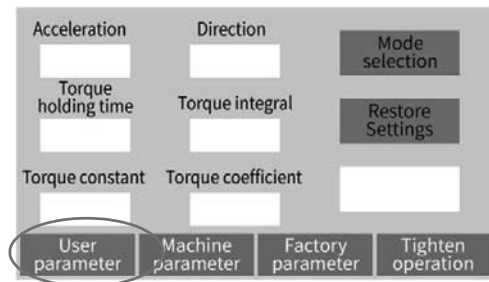 Acceleration
Direction
Mode
selection
Torque
holding time
Torque integral
Restore
Settings
Torque constant
Torque coefficient
User
parameter
Machine
parameter
Factory
parameter
Tighten
operation